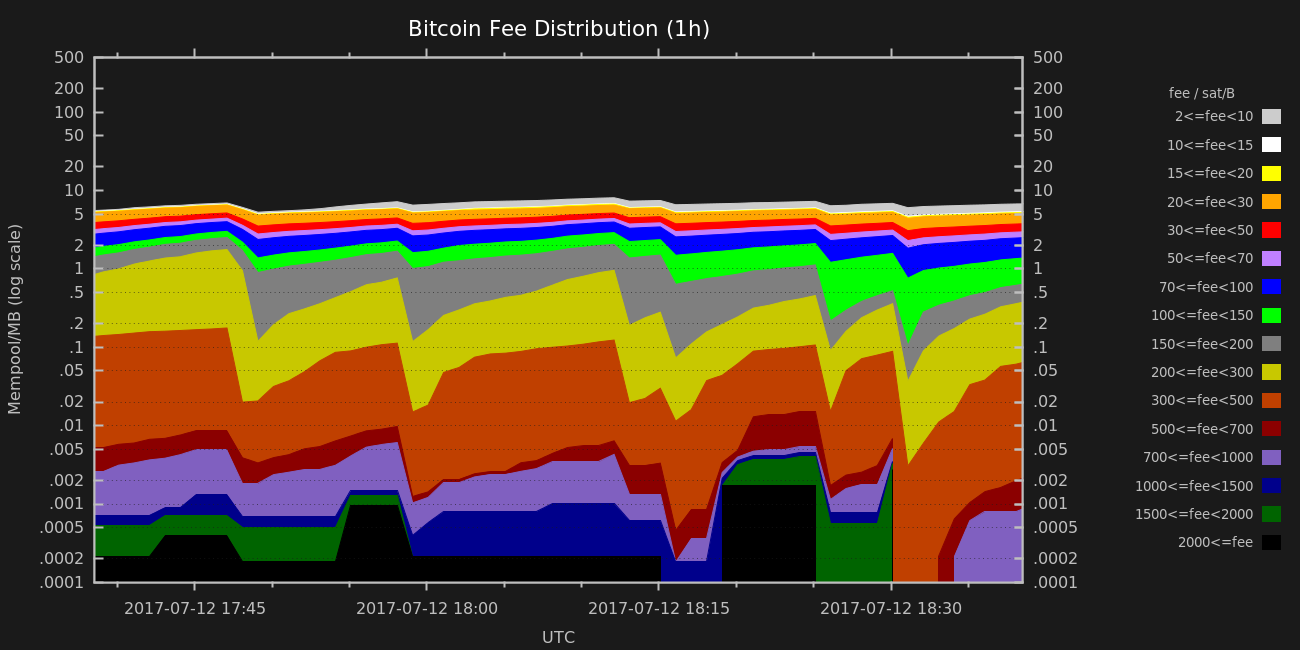 Bitcoin Fee Distribution (1h)
500 500
200 200
100 100
50 50
20 20
10 10
5 5
2 2
1 1
.5 .5
.2 .2
.1 .1
.05 .05
.02 .02
.01 .01
.005 .005
.002 .002
.001 .001
.0005 .0005
.0002 .0002
.0001 .0001
Mempool/MB (log scale)
2017-07-12 17:45 2017-07-12 18:00 2017-07-12 18:15 2017-07-12 18:30
UTC
fee / sat/B
2<=fee<10
10<=fee<15
15<=fee<20
20<=fee<30
30<=fee<50
50<=fee<70
70<=fee<100
100<=fee<150
150<=fee<200
200<=fee<300
300<=fee<500
500<=fee<700
700<=fee<1000
1000<=fee<1500
1500<=fee<2000
2000<=fee